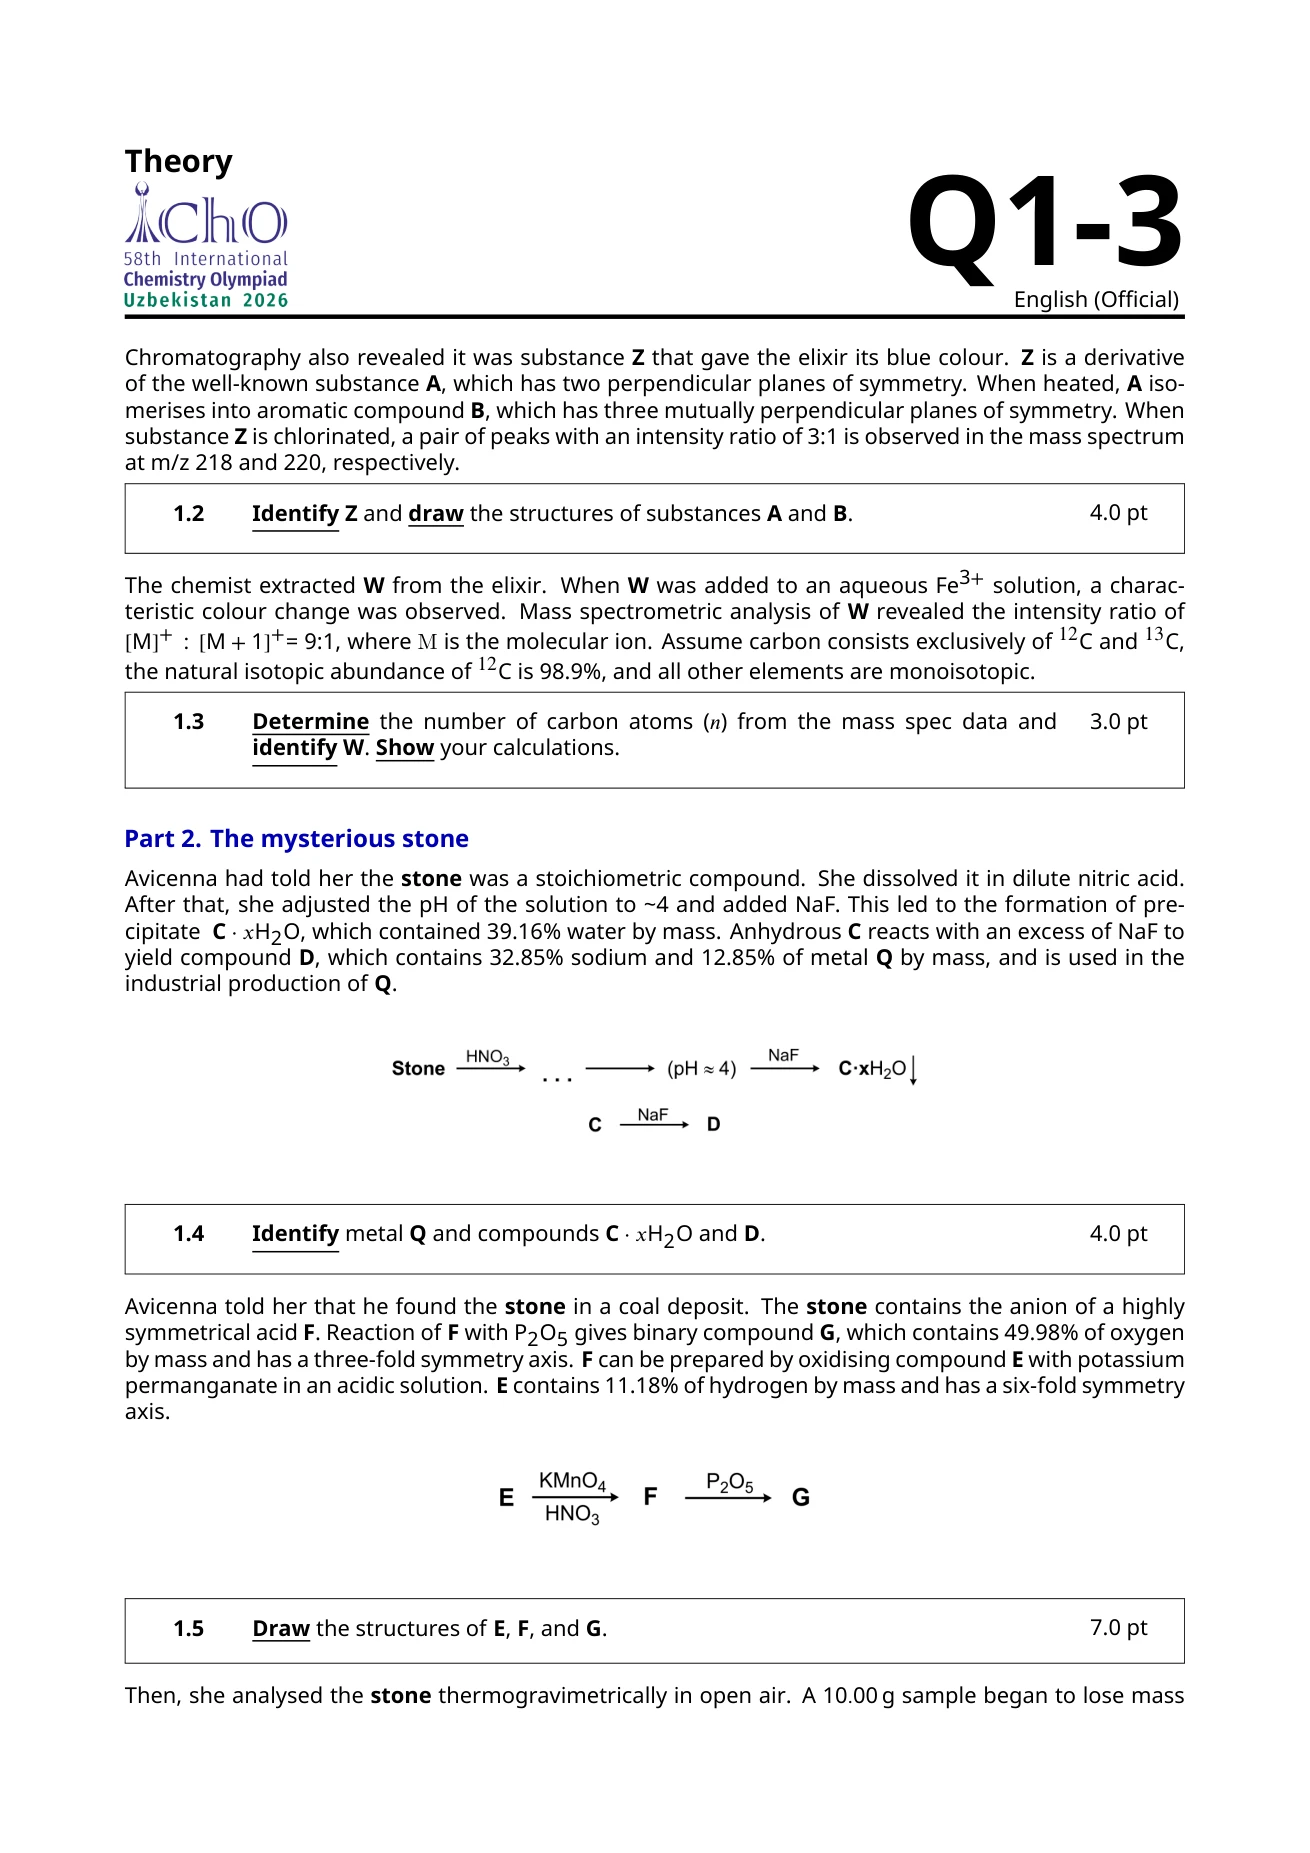 Theory
IChO
58th International
Chemistry Olympiad
Uzbekistan 2026
Q1-3
English (Official)
Chromatography also revealed it was substance Z that gave the elixir its blue colour. Z is a derivative
of the well-known substance A, which has two perpendicular planes of symmetry. When heated, A iso-
merises into aromatic compound B, which has three mutually perpendicular planes of symmetry. When
substance Z is chlorinated, a pair of peaks with an intensity ratio of 3:1 is observed in the mass spectrum
at m/z 218 and 220, respectively.
1.2 Identify Z and draw the structures of substances A and B. 4.0 pt
The chemist extracted W from the elixir. When W was added to an aqueous Fe³⁺ solution, a charac-
teristic colour change was observed. Mass spectrometric analysis of W revealed the intensity ratio of
[M]⁺ : [M + 1]⁺= 9:1, where M is the molecular ion. Assume carbon consists exclusively of ¹²C and ¹³C,
the natural isotopic abundance of ¹²C is 98.9%, and all other elements are monoisotopic.
1.3 Determine the number of carbon atoms (n) from the mass spec data and 3.0 pt
identify W. Show your calculations.
Part 2. The mysterious stone
Avicenna had told her the stone was a stoichiometric compound. She dissolved it in dilute nitric acid.
After that, she adjusted the pH of the solution to ~4 and added NaF. This led to the formation of pre-
cipitate C · xH₂O, which contained 39.16% water by mass. Anhydrous C reacts with an excess of NaF to
yield compound D, which contains 32.85% sodium and 12.85% of metal Q by mass, and is used in the
industrial production of Q.
Stone HNO₃ . . . (pH ≈ 4) NaF C·xH₂O↓
C NaF D
1.4 Identify metal Q and compounds C · xH₂O and D. 4.0 pt
Avicenna told her that he found the stone in a coal deposit. The stone contains the anion of a highly
symmetrical acid F. Reaction of F with P₂O₅ gives binary compound G, which contains 49.98% of oxygen
by mass and has a three-fold symmetry axis. F can be prepared by oxidising compound E with potassium
permanganate in an acidic solution. E contains 11.18% of hydrogen by mass and has a six-fold symmetry
axis.
E KMnO₄ HNO₃ F P₂O₅ G
1.5 Draw the structures of E, F, and G. 7.0 pt
Then, she analysed the stone thermogravimetrically in open air. A 10.00 g sample began to lose mass